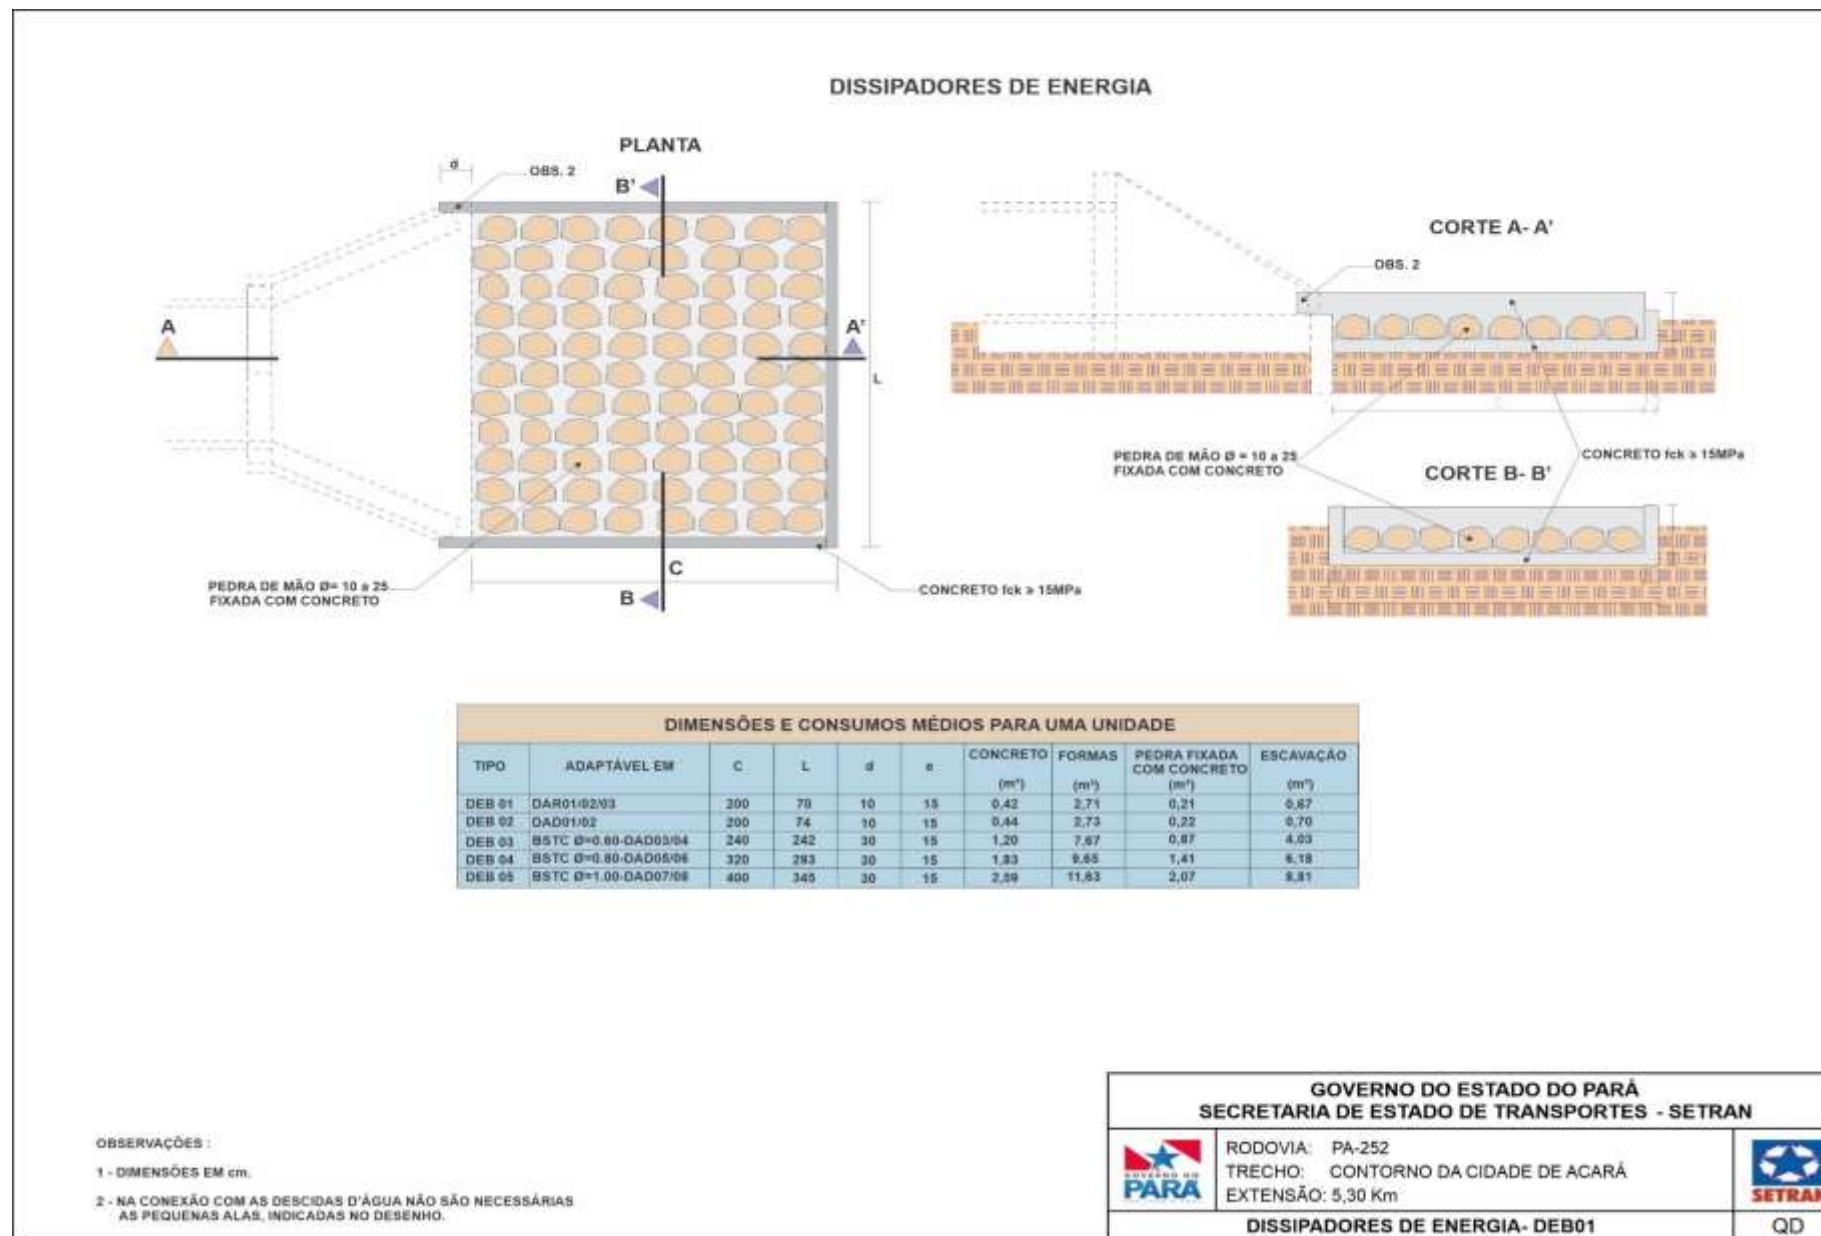 DISSIPADORES DE ENERGIA
PLANTA
d
OBS. 2
B'
A
A'
L
C
B
PEDRA DE MÃO Ø= 10 a 25
FIXADA COM CONCRETO
CONCRETO fck ≥ 15MPa
CORTE A- A'
OBS. 2
PEDRA DE MÃO Ø = 10 a 25
FIXADA COM CONCRETO
CONCRETO fck ≥ 15MPa
CORTE B- B'
DIMENSÕES E CONSUMOS MÉDIOS PARA UMA UNIDADE
TIPO ADAPTÁVEL EM C L d e CONCRETO (m³) FORMAS (m²) PEDRA FIXADA COM CONCRETO (m³) ESCAVAÇÃO (m³)
DEB 01 DAR01/02/03 200 70 10 15 0,42 2,71 0,21 0,67
DEB 02 DAD01/02 200 74 10 15 0,44 2,73 0,22 0,70
DEB 03 BSTC Ø=0.60-DAD03/04 240 242 30 15 1,20 7,67 0,87 4,03
DEB 04 BSTC Ø=0.80-DAD05/06 320 293 30 15 1,83 9,65 1,41 6,18
DEB 05 BSTC Ø=1.00-DAD07/08 400 345 30 15 2,59 11,63 2,07 8,81
OBSERVAÇÕES :
1 - DIMENSÕES EM cm.
2 - NA CONEXÃO COM AS DESCIDAS D'ÁGUA NÃO SÃO NECESSÁRIAS
AS PEQUENAS ALAS, INDICADAS NO DESENHO.
GOVERNO DO ESTADO DO PARÁ
SECRETARIA DE ESTADO DE TRANSPORTES - SETRAN
GOVERNO DO
PARÁ
RODOVIA: PA-252
TRECHO: CONTORNO DA CIDADE DE ACARÁ
EXTENSÃO: 5,30 Km
SETRAN
DISSIPADORES DE ENERGIA- DEB01
QD